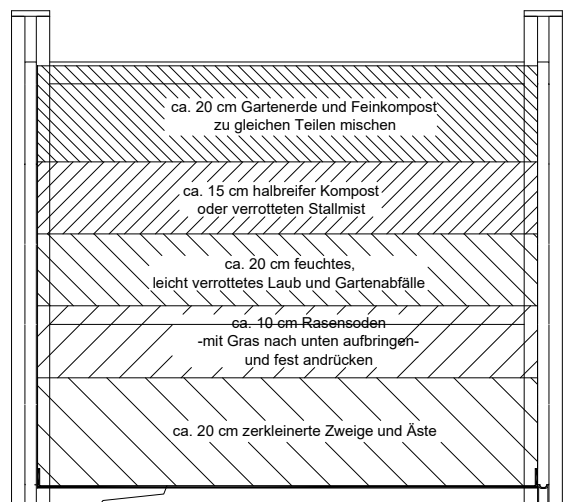 ca. 20 cm Gartenerde und Feinkompost
zu gleichen Teilen mischen
ca. 15 cm halbreifer Kompost
oder verrotteten Stallmist
ca. 20 cm feuchtes,
leicht verrottetes Laub und Gartenabfälle
ca. 10 cm Rasensoden
-mit Gras nach unten aufbringen-
und fest andrücken
ca. 20 cm zerkleinerte Zweige und Äste